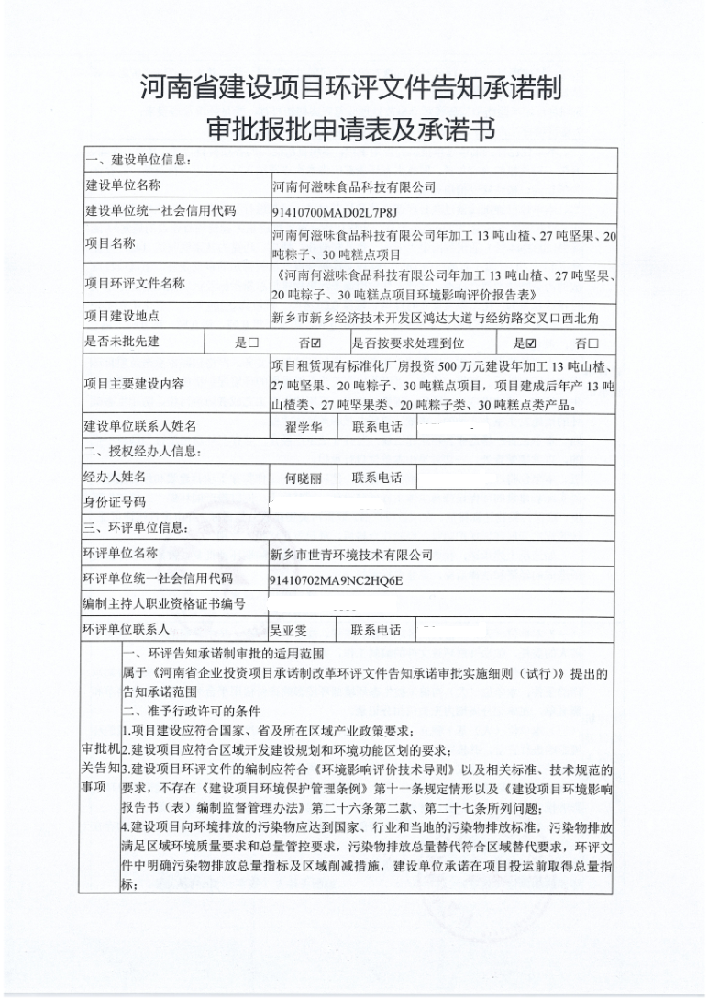 河南省建设项目环评文件告知承诺制
审批报批申请表及承诺书
一、建设单位信息：
建设单位名称 河南何滋味食品科技有限公司
建设单位统一社会信用代码 91410700MAD02L7P8J
项目名称 河南何滋味食品科技有限公司年加工 13 吨山楂、27 吨坚果、20
吨粽子、30 吨糕点项目
项目环评文件名称 《河南何滋味食品科技有限公司年加工 13 吨山楂、27 吨坚果、
20 吨粽子、30 吨糕点项目环境影响评价报告表》
项目建设地点 新乡市新乡经济技术开发区鸿达大道与经纺路交叉口西北角
是否未批先建 是☐ 否☑ 是否按要求处理到位 是☑ 否☐
项目主要建设内容 项目租赁现有标准化厂房投资 500 万元建设年加工 13 吨山楂、
27 吨坚果、20 吨粽子、30 吨糕点项目，项目建成后年产 13 吨
山楂类、27 吨坚果类、20 吨粽子类、30 吨糕点类产品。
建设单位联系人姓名 翟学华 联系电话
二、授权经办人信息：
经办人姓名 何晓丽 联系电话
身份证号码
三、环评单位信息：
环评单位名称 新乡市世青环境技术有限公司
环评单位统一社会信用代码 91410702MA9NC2HQ6E
编制主持人职业资格证书编号
环评单位联系人 吴亚雯 联系电话
审批机
关告知
事项
一、环评告知承诺制审批的适用范围
属于《河南省企业投资项目承诺制改革环评文件告知承诺审批实施细则（试行）》提出的
告知承诺范围
二、准予行政许可的条件
1.项目建设应符合国家、省及所在区域产业政策要求；
2.建设项目应符合区域开发建设规划和环境功能区划的要求；
3.建设项目环评文件的编制应符合《环境影响评价技术导则》以及相关标准、技术规范的
要求，不存在《建设项目环境保护管理条例》第十一条规定情形以及《建设项目环境影响
报告书（表）编制监督管理办法》第二十六条第二款、第二十七条所列问题；
4.建设项目向环境排放的污染物应达到国家、行业和当地的污染物排放标准，污染物排放
满足区域环境质量要求和总量管控要求，污染物排放总量替代符合区域替代要求，环评文
件中明确污染物排放总量指标及区域削减措施，建设单位承诺在项目投运前取得总量指
标；